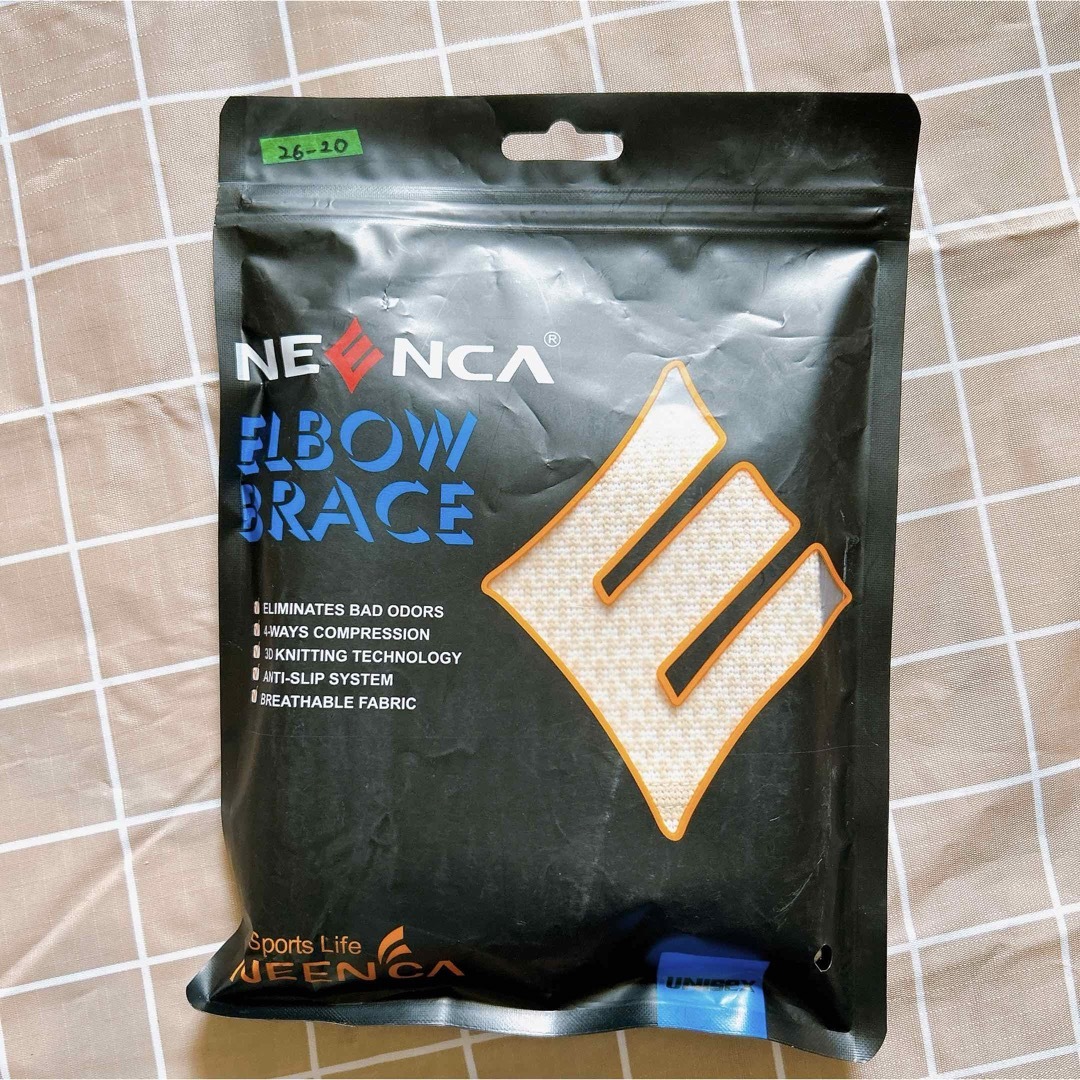 26-20
NEENCA®
ELBOW
BRACE
ELIMINATES BAD ODORS
4-WAYS COMPRESSION
3D KNITTING TECHNOLOGY
ANTI-SLIP SYSTEM
BREATHABLE FABRIC
Sports Life
NEENCA
UNISEX